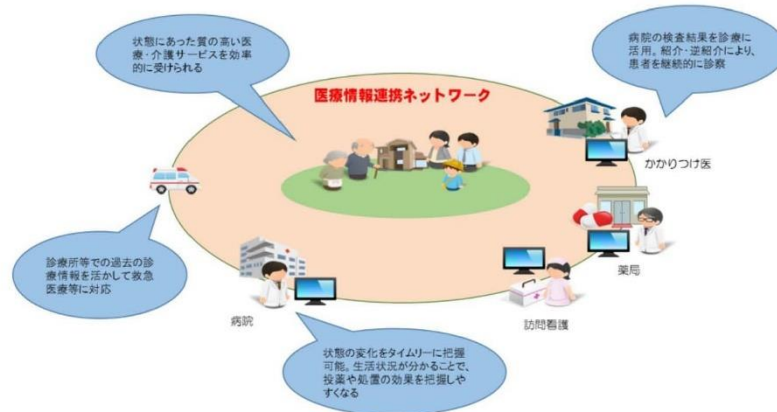 状態にあった質の高い医
療・介護サービスを効率
的に受けられる
病院の検査結果を診療に
活用。紹介・逆紹介により、
患者を継続的に診察
医療情報連携ネットワーク
かかりつけ医
薬局
診療所等での過去の診
療情報を活かして救急
医療等に対応
病院
訪問看護
状態の変化をタイムリーに把握
可能。生活状況が分かることで、
投薬や処置の効果を把握しや
すくなる